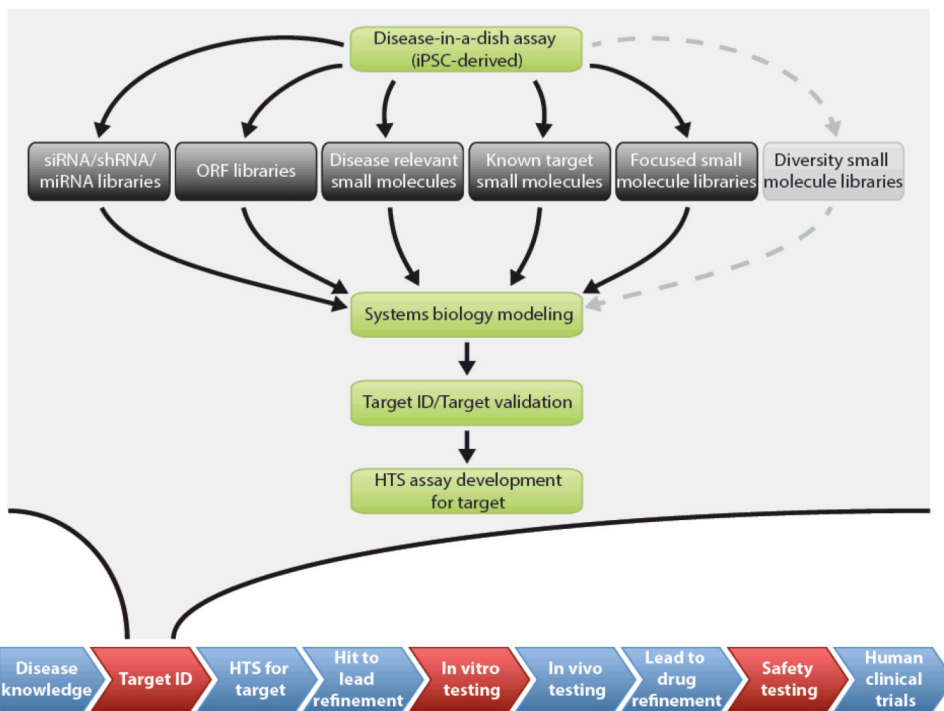 Disease-in-a-dish assay
(iPSC-derived)
siRNA/shRNA/
miRNA libraries
ORF libraries
Disease relevant
small molecules
Known target
small molecules
Focused small
molecule libraries
Diversity small
molecule libraries
Systems biology modeling
Target ID/Target validation
HTS assay development
for target
Disease
knowledge
Target ID
HTS for
target
Hit to
lead
refinement
In vitro
testing
In vivo
testing
Lead to
drug
refinement
Safety
testing
Human
clinical
trials